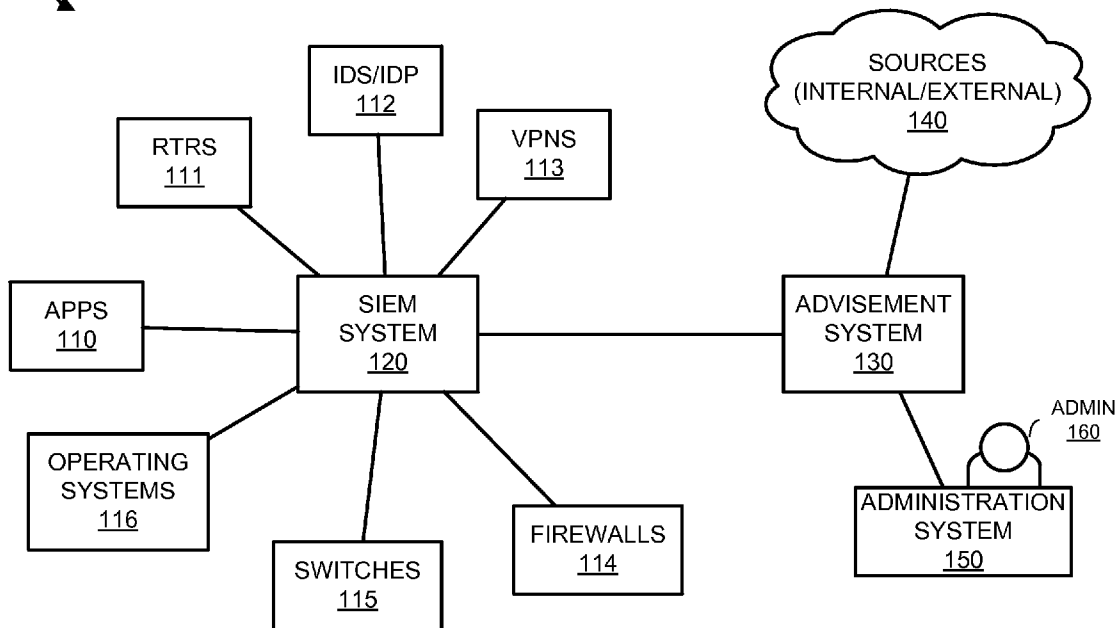 IDS/IDP
112
RTRS
111
VPNS
113
SOURCES
(INTERNAL/EXTERNAL)
140
APPS
110
SIEM
SYSTEM
120
ADVISEMENT
SYSTEM
130
OPERATING
SYSTEMS
116
SWITCHES
115
FIREWALLS
114
ADMIN
160
ADMINISTRATION
SYSTEM
150